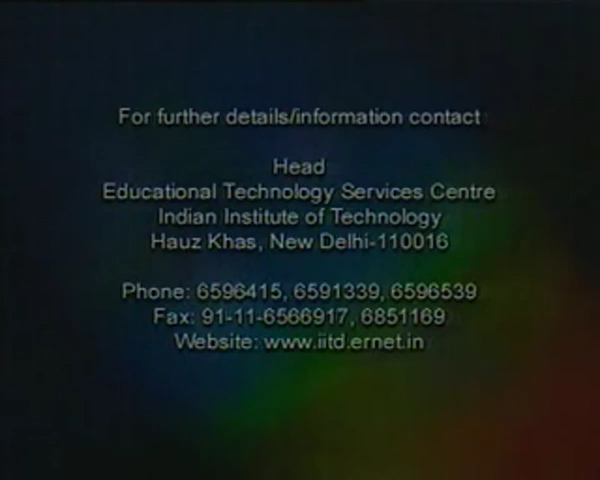 For further details/information contact
Head
Educational Technology Services Centre
Indian Institute of Technology
Hauz Khas, New Delhi-110016
Phone: 6596415, 6591339, 6596539
Fax: 91-11-6566917, 6851169
Website: www.iitd.ernet.in